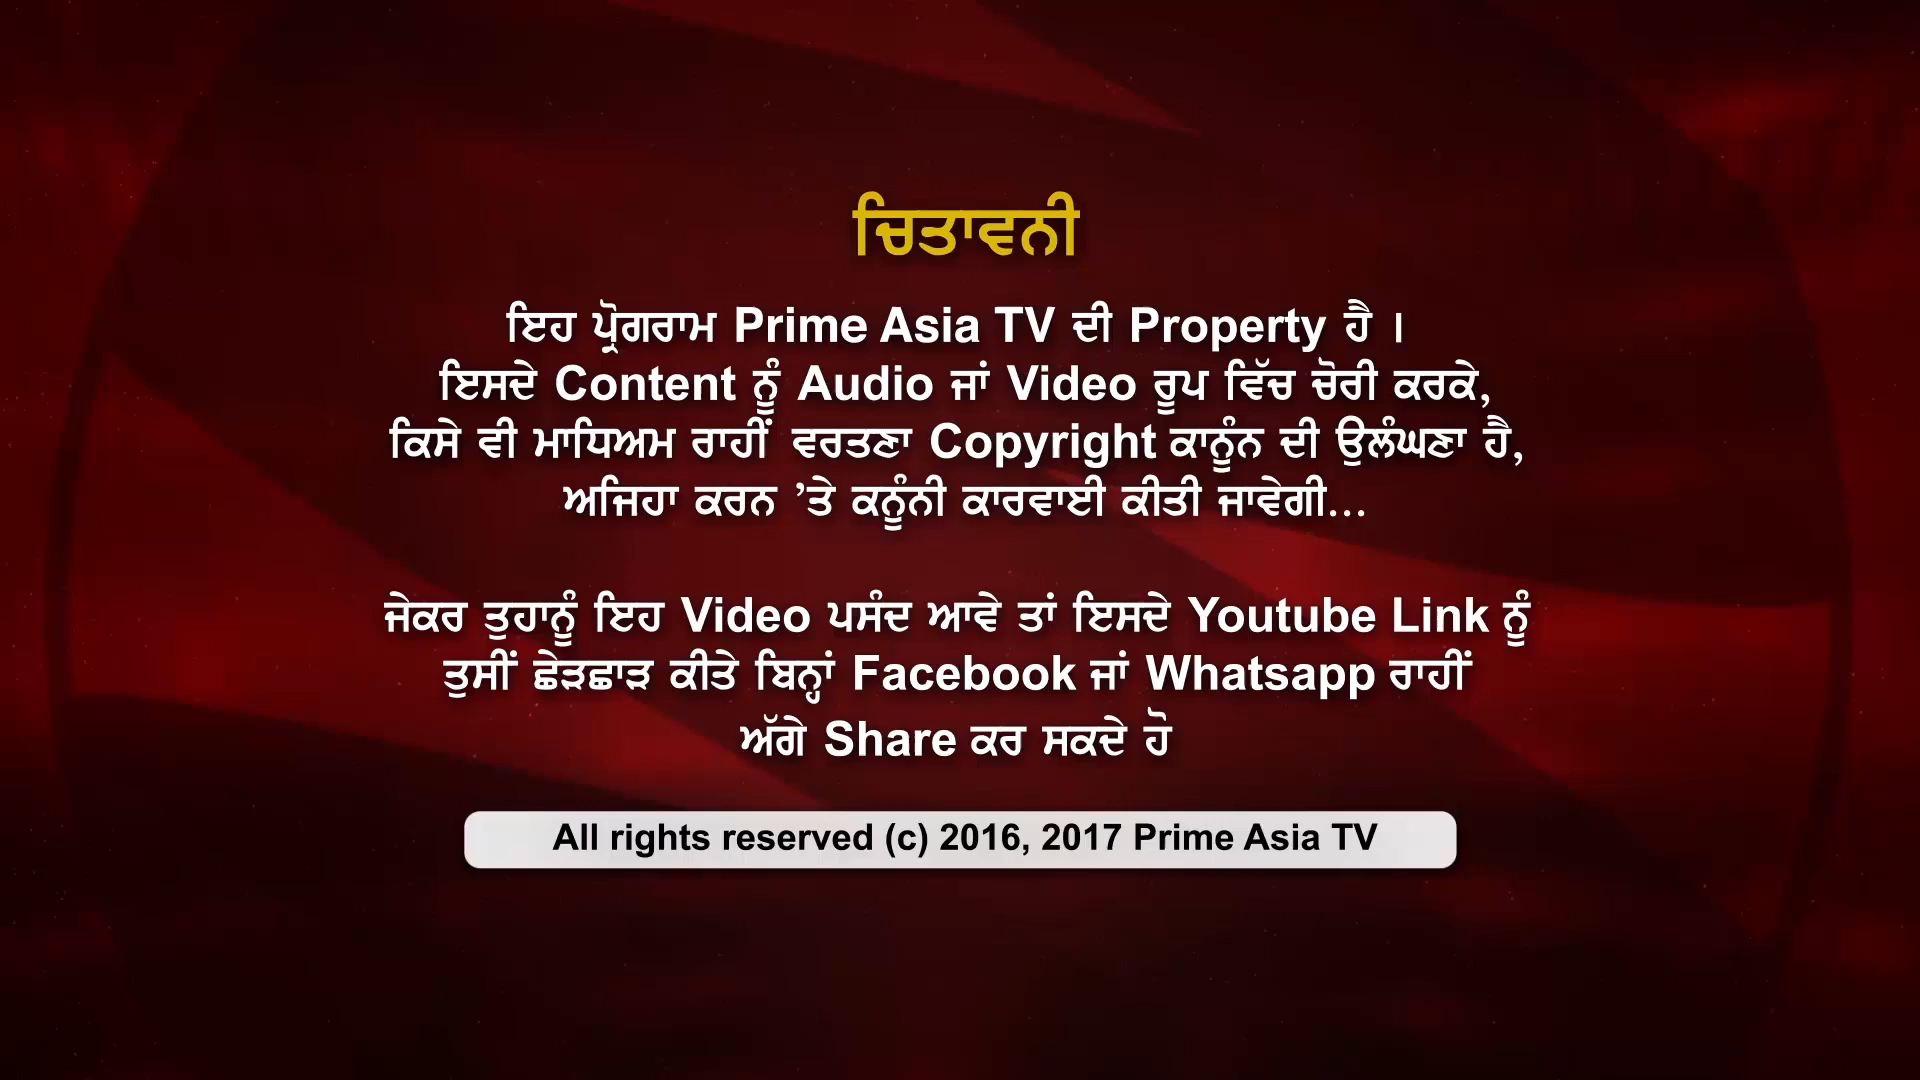 ਚਿਤਾਵਨੀ
ਇਹ ਪ੍ਰੋਗਰਾਮ Prime Asia TV ਦੀ Property ਹੈ ।
ਇਸਦੇ Content ਨੂੰ Audio ਜਾਂ Video ਰੂਪ ਵਿੱਚ ਚੋਰੀ ਕਰਕੇ,
ਕਿਸੇ ਵੀ ਮਾਧਿਅਮ ਰਾਹੀਂ ਵਰਤਣਾ Copyright ਕਾਨੂੰਨ ਦੀ ਉਲੰਘਣਾ ਹੈ,
ਅਜਿਹਾ ਕਰਨ ’ਤੇ ਕਨੂੰਨੀ ਕਾਰਵਾਈ ਕੀਤੀ ਜਾਵੇਗੀ...
ਜੇਕਰ ਤੁਹਾਨੂੰ ਇਹ Video ਪਸੰਦ ਆਵੇ ਤਾਂ ਇਸਦੇ Youtube Link ਨੂੰ
ਤੁਸੀਂ ਛੇੜਛਾੜ ਕੀਤੇ ਬਿਨ੍ਹਾਂ Facebook ਜਾਂ Whatsapp ਰਾਹੀਂ
ਅੱਗੇ Share ਕਰ ਸਕਦੇ ਹੋ
All rights reserved (c) 2016, 2017 Prime Asia TV